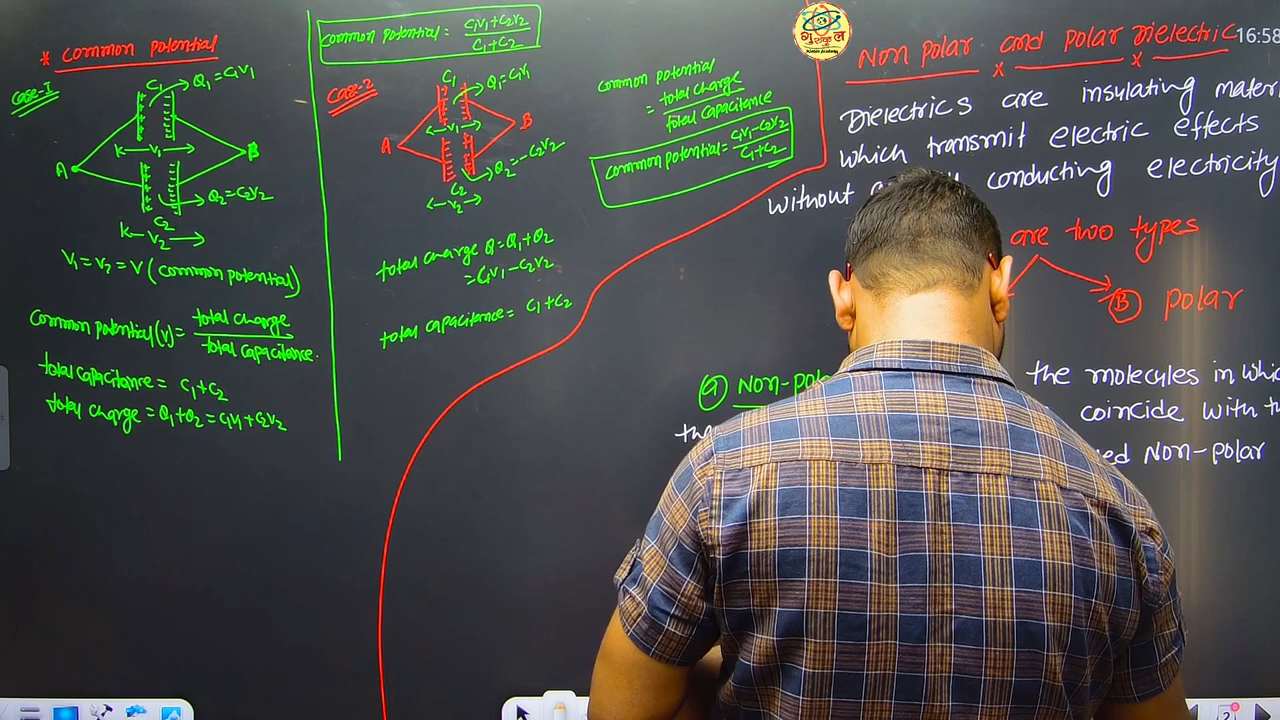 * Common potential
Case-I
C₁
Q₁=C₁V₁
V₁
A
B
Q₂=C₂V₂
C₂
V₂
V₁=V₂=V (common potential)
Common potential (v) = total charge / total capacitance.
total capacitance = C₁+C₂
total charge = Q₁+Q₂ = C₁V₁+C₂V₂
Common potential = C₁V₁+C₂V₂ / C₁+C₂
Case-2
C₁
Q₁=C₁V₁
V₁
A
B
Q₂=-C₂V₂
C₂
V₂
total charge Q=Q₁+Q₂
=C₁V₁-C₂V₂
total capacitance = C₁+C₂
Common potential
= total charge / total capacitance
Common potential = C₁V₁-C₂V₂ / C₁+C₂
गुरुकुल
Science Academy
Non polar and polar Dielectric
16:58
Dielectrics are insulating mater
which transmit electric effects
without conducting electricity
are two types
B polar
a Non-pol the molecules in whic
coincide with t
Non-polar
2